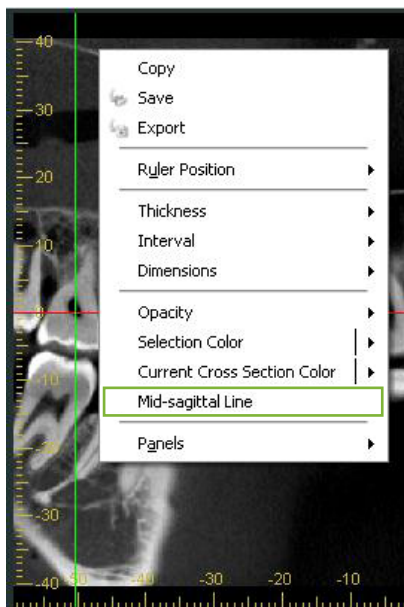 40
Copy
Save
30
Export
20
Ruler Position
Thickness
10
Interval
Dimensions
0
Opacity
Selection Color
-10
Current Cross Section Color
Mid-sagittal Line
-20
Panels
-30
-40
-50 -40 -30 -20 -10